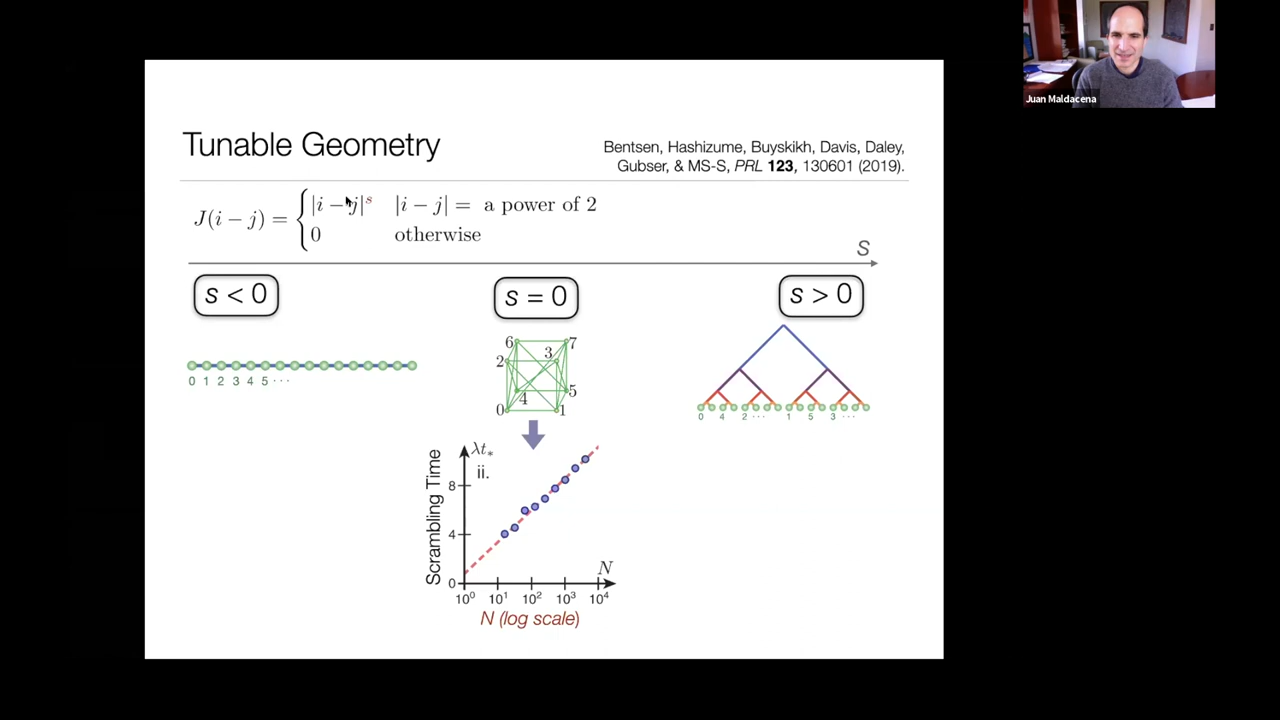 Juan Maldacena
Tunable Geometry
Bentsen, Hashizume, Buyskikh, Davis, Daley,
Gubser, & MS-S, PRL 123, 130601 (2019).
J(i − j) = { |i − j|^s |i − j| = a power of 2
0 otherwise
S
s < 0
s = 0
s > 0
0 1 2 3 4 5 ···
6 7
2 3
4 5
0 1
0 4 2 ··· 1 5 3 ···
λt*
ii.
Scrambling Time
8
4
0
N
10^0 10^1 10^2 10^3 10^4
N (log scale)